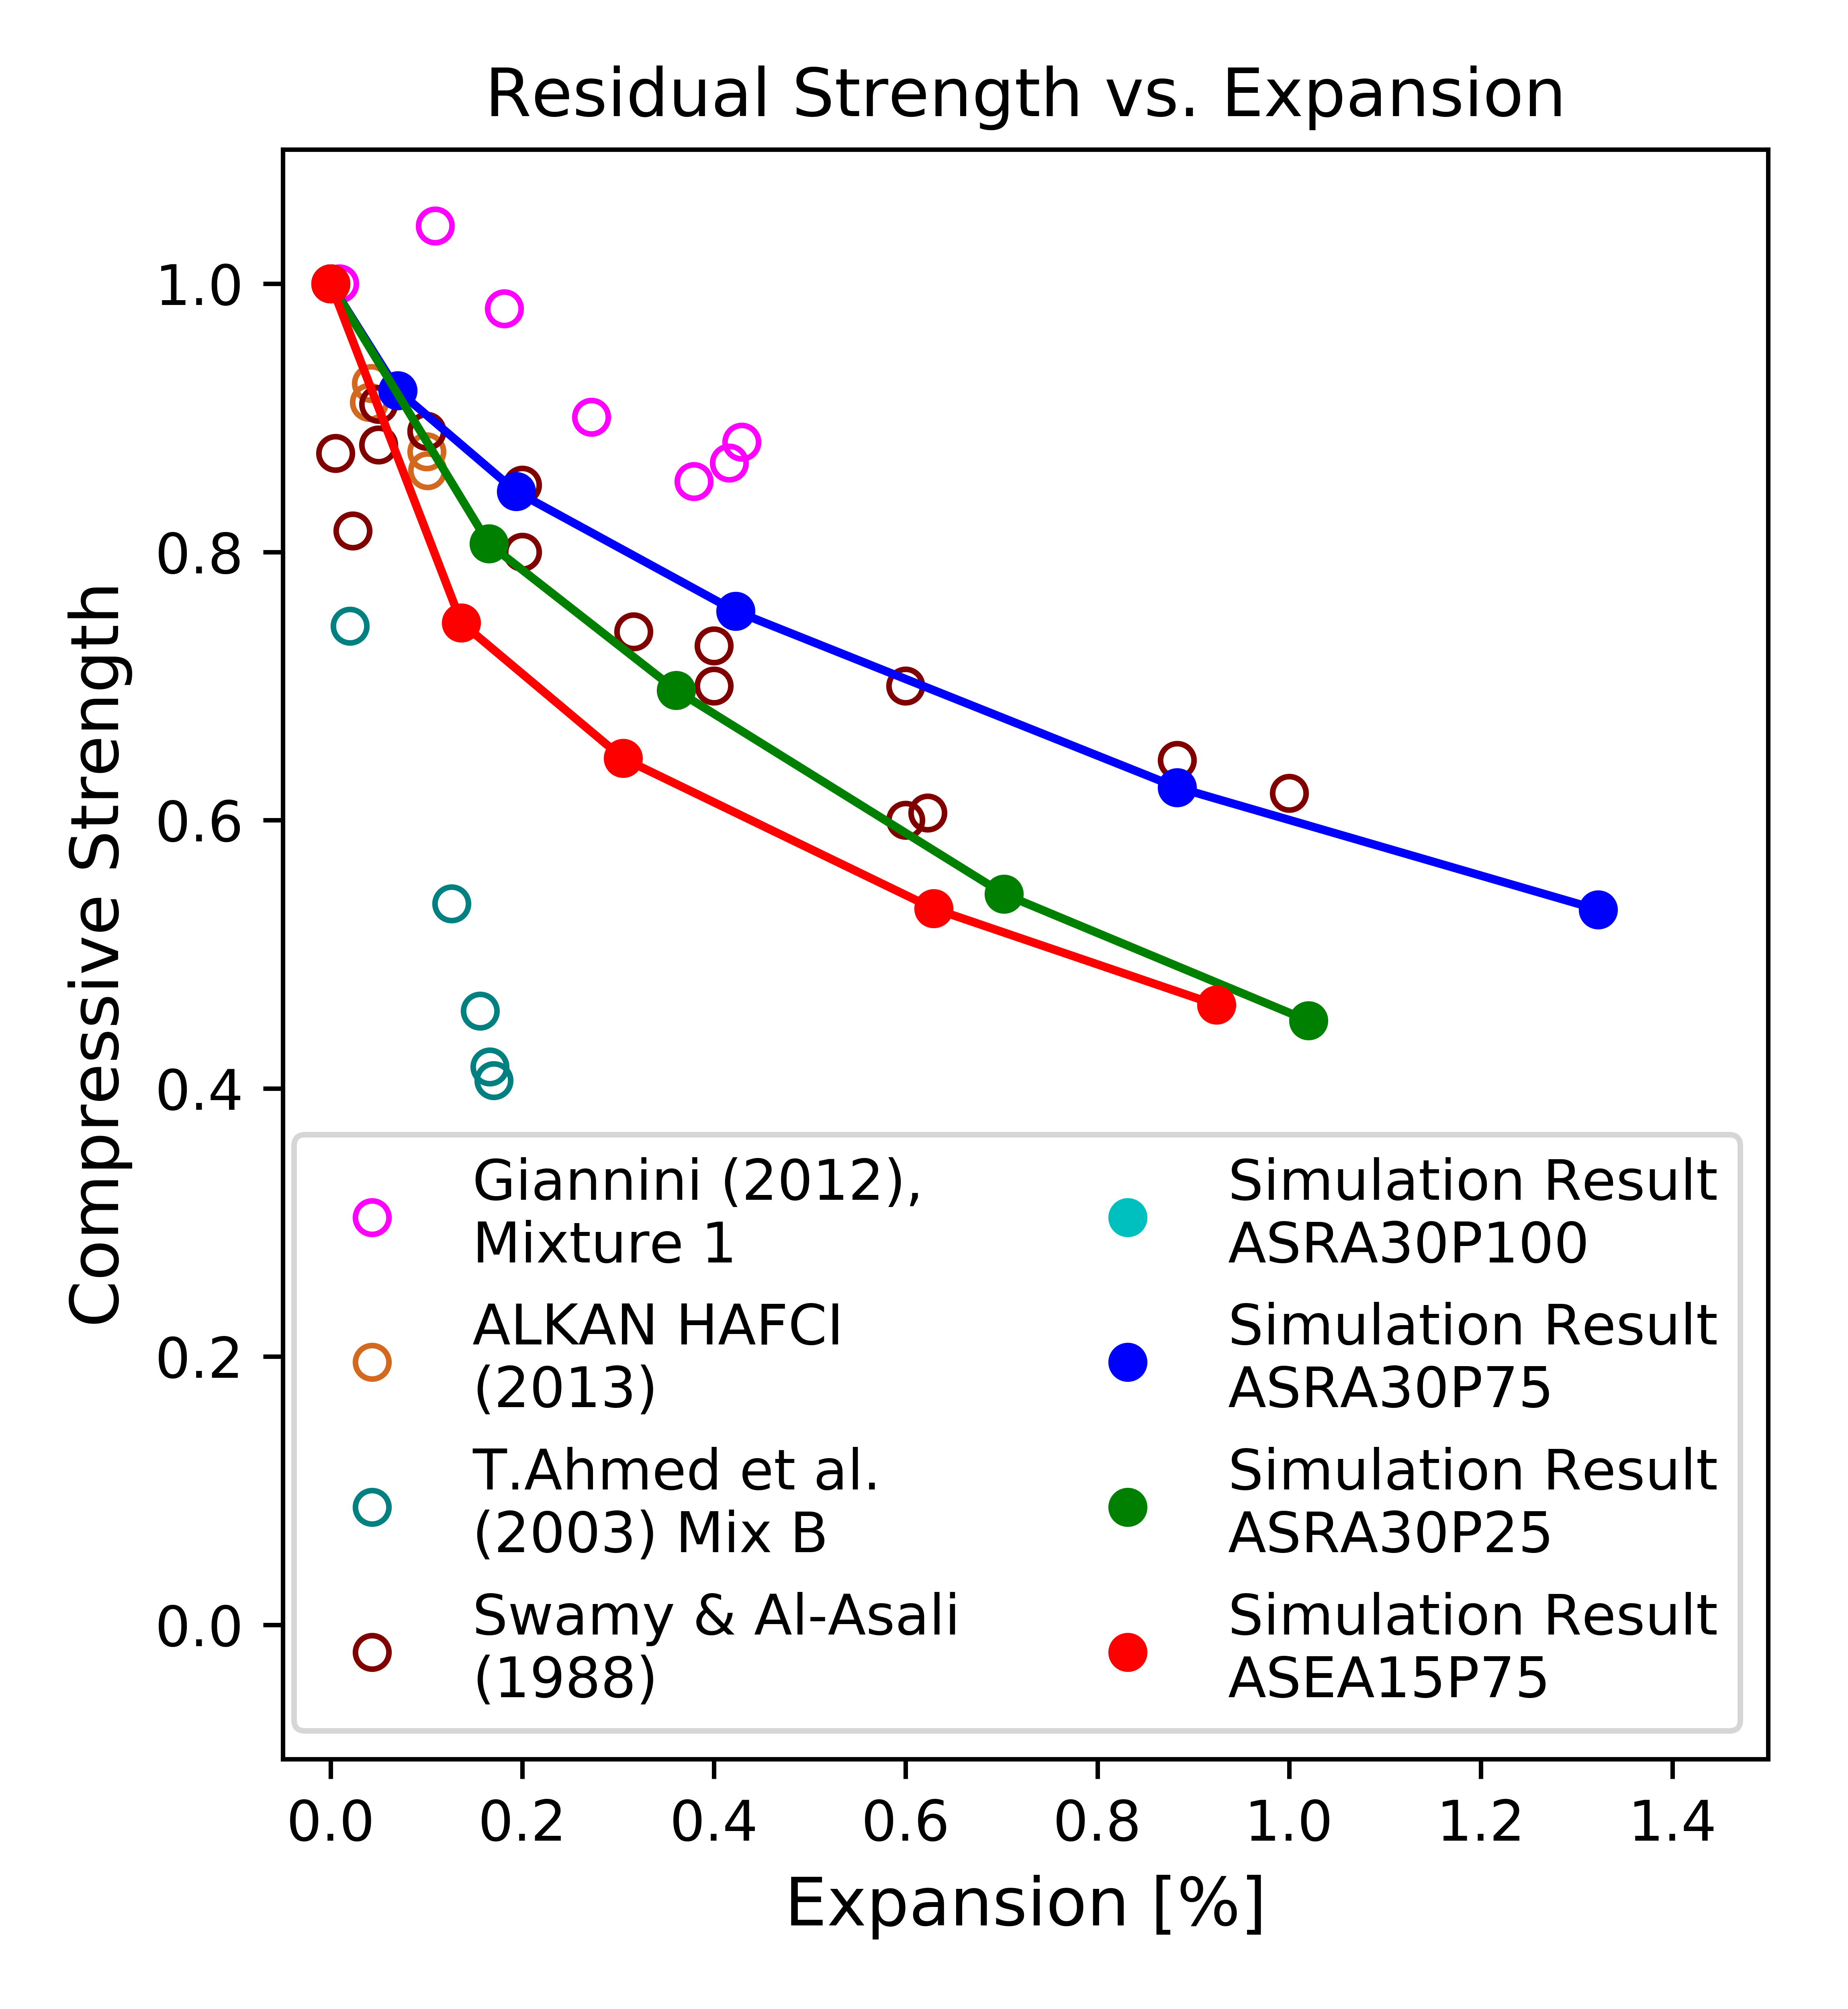 Residual Strength vs. Expansion
Compressive Strength
1.0
0.8
0.6
0.4
0.2
0.0
Giannini (2012),
Mixture 1
ALKAN HAFCI
(2013)
T.Ahmed et al.
(2003) Mix B
Swamy & Al-Asali
(1988)
Simulation Result
ASRA30P100
Simulation Result
ASRA30P75
Simulation Result
ASRA30P25
Simulation Result
ASEA15P75
0.0 0.2 0.4 0.6 0.8 1.0 1.2 1.4
Expansion [%]